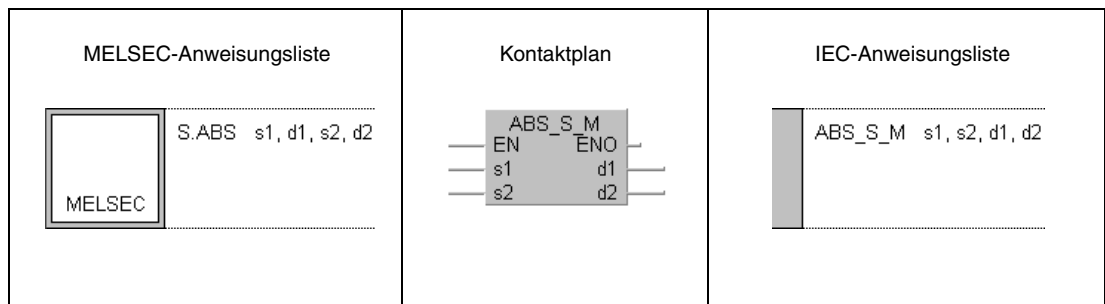 MELSEC-Anweisungsliste
MELSEC
S.ABS s1, d1, s2, d2
Kontaktplan
ABS_S_M
EN ENO
s1 d1
s2 d2
IEC-Anweisungsliste
ABS_S_M s1, s2, d1, d2